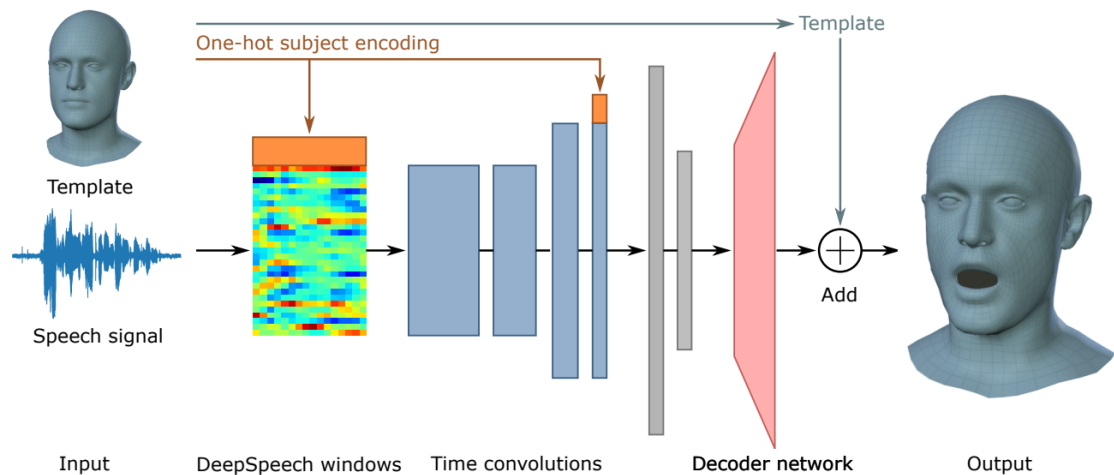 Template
One-hot subject encoding
Template
Speech signal
Add
Input
DeepSpeech windows
Time convolutions
Decoder network
Output